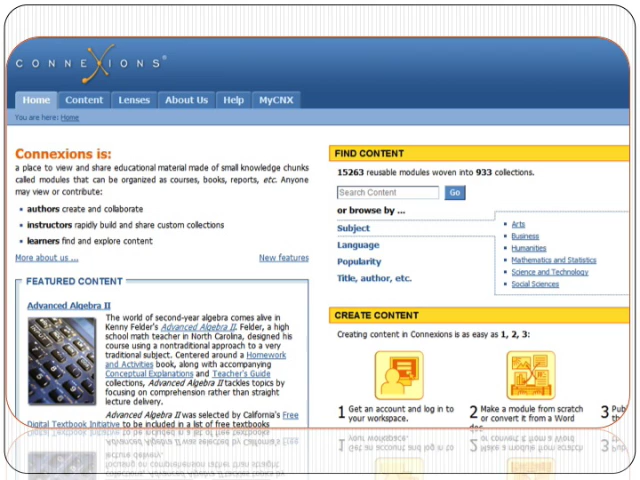 CONNEXIONS®
Home Content Lenses About Us Help MyCNX
You are here: Home
Connexions is:
a place to view and share educational material made of small knowledge chunks
called modules that can be organized as courses, books, reports, etc. Anyone
may view or contribute:
authors create and collaborate
instructors rapidly build and share custom collections
learners find and explore content
More about us ... New features
FEATURED CONTENT
Advanced Algebra II
The world of second-year algebra comes alive in
Kenny Felder's Advanced Algebra II. Felder, a high
school math teacher in North Carolina, designed his
course using a nontraditional approach to a very
traditional subject. Centered around a Homework
and Activities book, along with accompanying
Conceptual Explanations and Teacher's Guide
collections, Advanced Algebra II tackles topics by
focusing on comprehension rather than straight
lecture delivery.
Advanced Algebra II was selected by California's Free
Digital Textbook Initiative to be included in a list of free textbooks
FIND CONTENT
15263 reusable modules woven into 933 collections.
Search Content Go
or browse by ...
Subject
Language
Popularity
Title, author, etc.
Arts
Business
Humanities
Mathematics and Statistics
Science and Technology
Social Sciences
CREATE CONTENT
Creating content in Connexions is as easy as 1, 2, 3:
1 Get an account and log in to
your workspace.
2 Make a module from scratch
or convert it from a Word
3